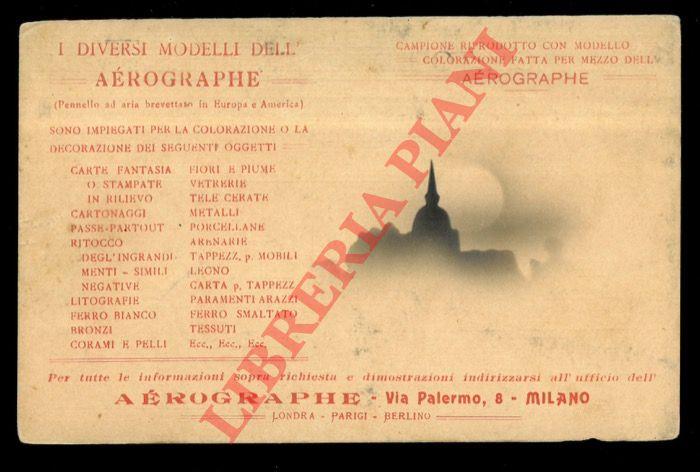 I DIVERSI MODELLI DELL'
AÉROGRAPHE
(Pennello ad aria brevettato in Europa e America)
SONO IMPIEGATI PER LA COLORAZIONE O LA
DECORAZIONE DEI SEGUENTI OGGETTI
CARTE FANTASIA
O STAMPATE
IN RILIEVO
CARTONAGGI
PASSE-PARTOUT
RITOCCO
DEGL'INGRANDI-
MENTI - SIMILI
NEGATIVE
LITOGRAFIE
FERRO BIANCO
BRONZI
CORAMI E PELLI
FIORI E PIUME
VETRERIE
TELE CERATE
METALLI
PORCELLANE
ARENARIE
TAPPEZZ. p. MOBILI
LEGNO
CARTA p. TAPPEZZ.
PARAMENTI ARAZZI
FERRO SMALTATO
TESSUTI
Ecc., Ecc., Ecc.
CAMPIONE RIPRODOTTO CON MODELLO
COLORAZIONE FATTA PER MEZZO DELL'
AÉROGRAPHE
Per tutte le informazioni sopra richiesta e dimostrazioni indirizzarsi all'ufficio dell'
AÉROGRAPHE - Via Palermo, 8 - MILANO
LONDRA - PARIGI - BERLINO
LIBRERIA PIANI